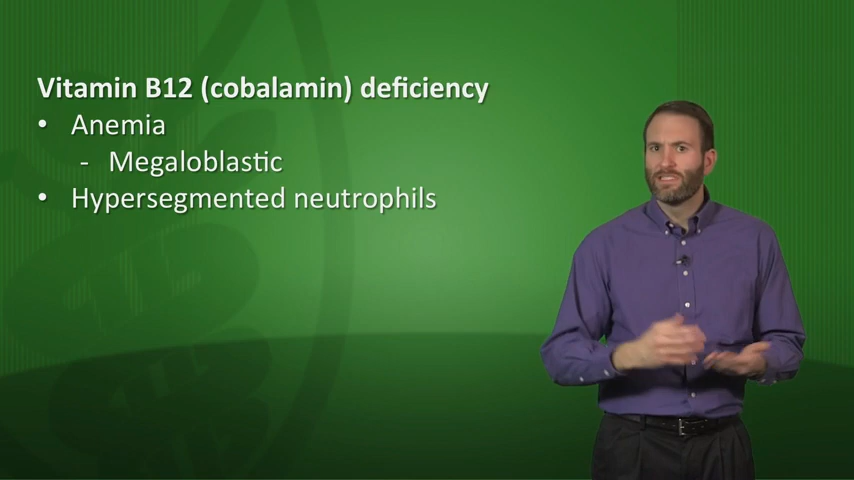 Vitamin B12 (cobalamin) deficiency
• Anemia
- Megaloblastic
• Hypersegmented neutrophils